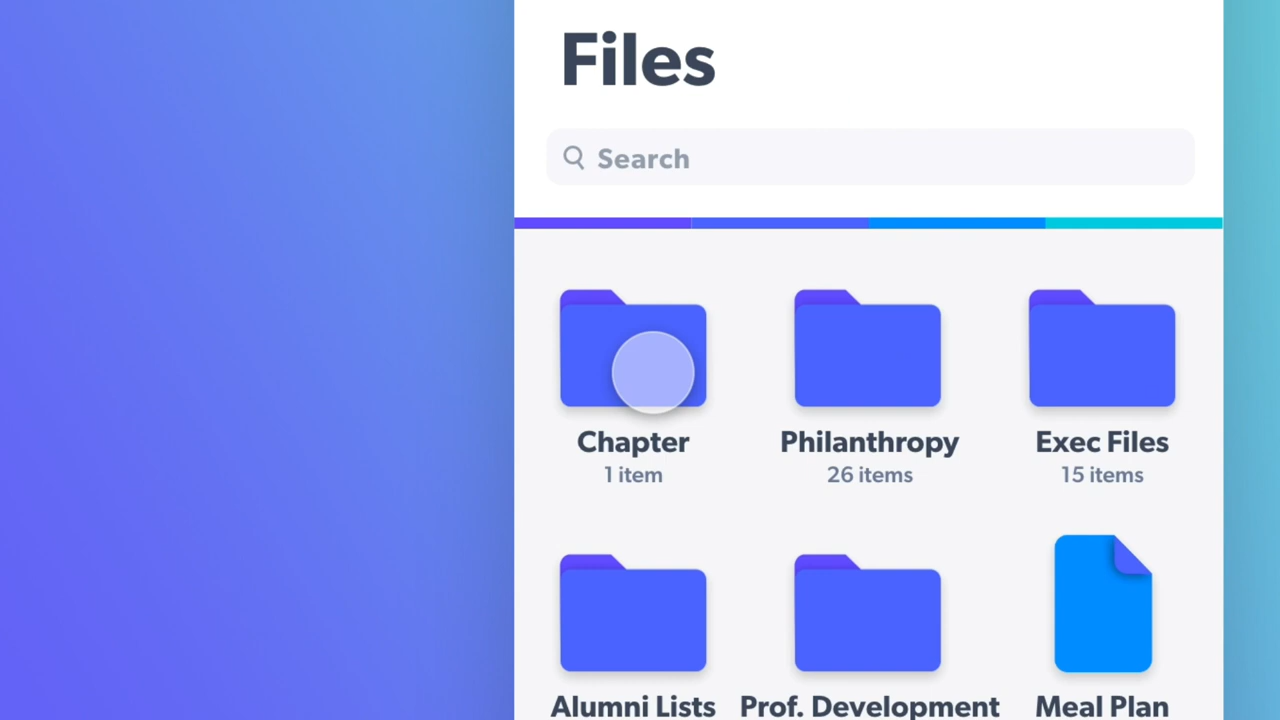 Files
Search
Chapter
1 item
Philanthropy
26 items
Exec Files
15 items
Alumni Lists
Prof. Development
Meal Plan